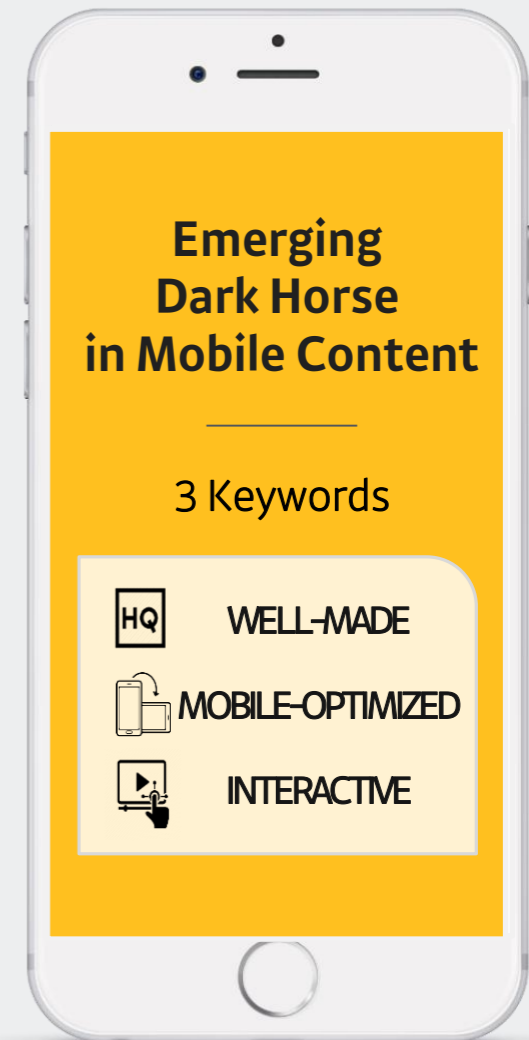 Emerging
Dark Horse
in Mobile Content
3 Keywords
HQ WELL-MADE
MOBILE-OPTIMIZED
INTERACTIVE